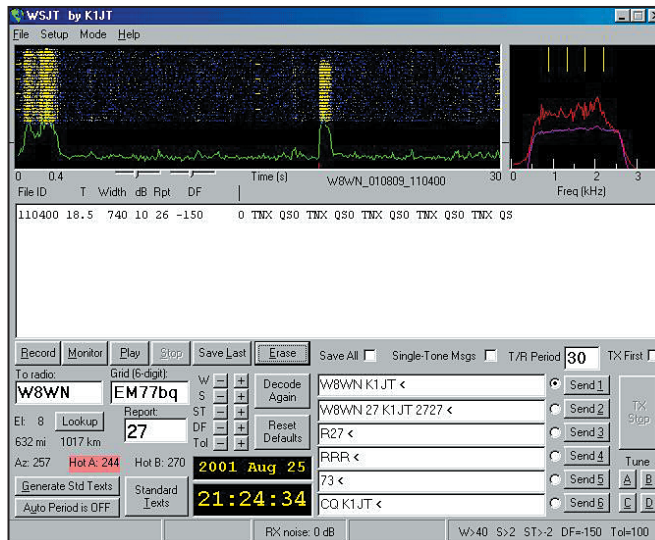 WSJT by K1JT
File Setup Mode Help
0 0.4 Time (s) W8WN_010809_110400 30
0 1 2 3
Freq (kHz)
File ID T Width dB Rpt DF
110400 18.5 740 10 26 -150 0 TNX QSO TNX QSO TNX QSO TNX QSO TNX QS
Record Monitor Play Stop Save Last Erase Save All Single-Tone Msgs T/R Period 30 TX First
To radio: Grid (6-digit):
W8WN EM77bq
El: 8 Lookup Report: 27
632 mi 1017 km
Az: 257 Hot A: 244 Hot B: 270
Generate Std Texts
Auto Period is OFF
Standard Texts
W - +
S - +
ST - +
DF - +
Tol - +
Decode Again
Reset Defaults
2001 Aug 25
21:24:34
W8WN K1JT < Send 1
W8WN 27 K1JT 2727 < Send 2
R27 < Send 3
RRR < Send 4
73 < Send 5
CQ K1JT < Send 6
TX Stop
Tune
A B
C D
RX noise: 0 dB W>40 S>2 ST>-2 DF=-150 Tol=100